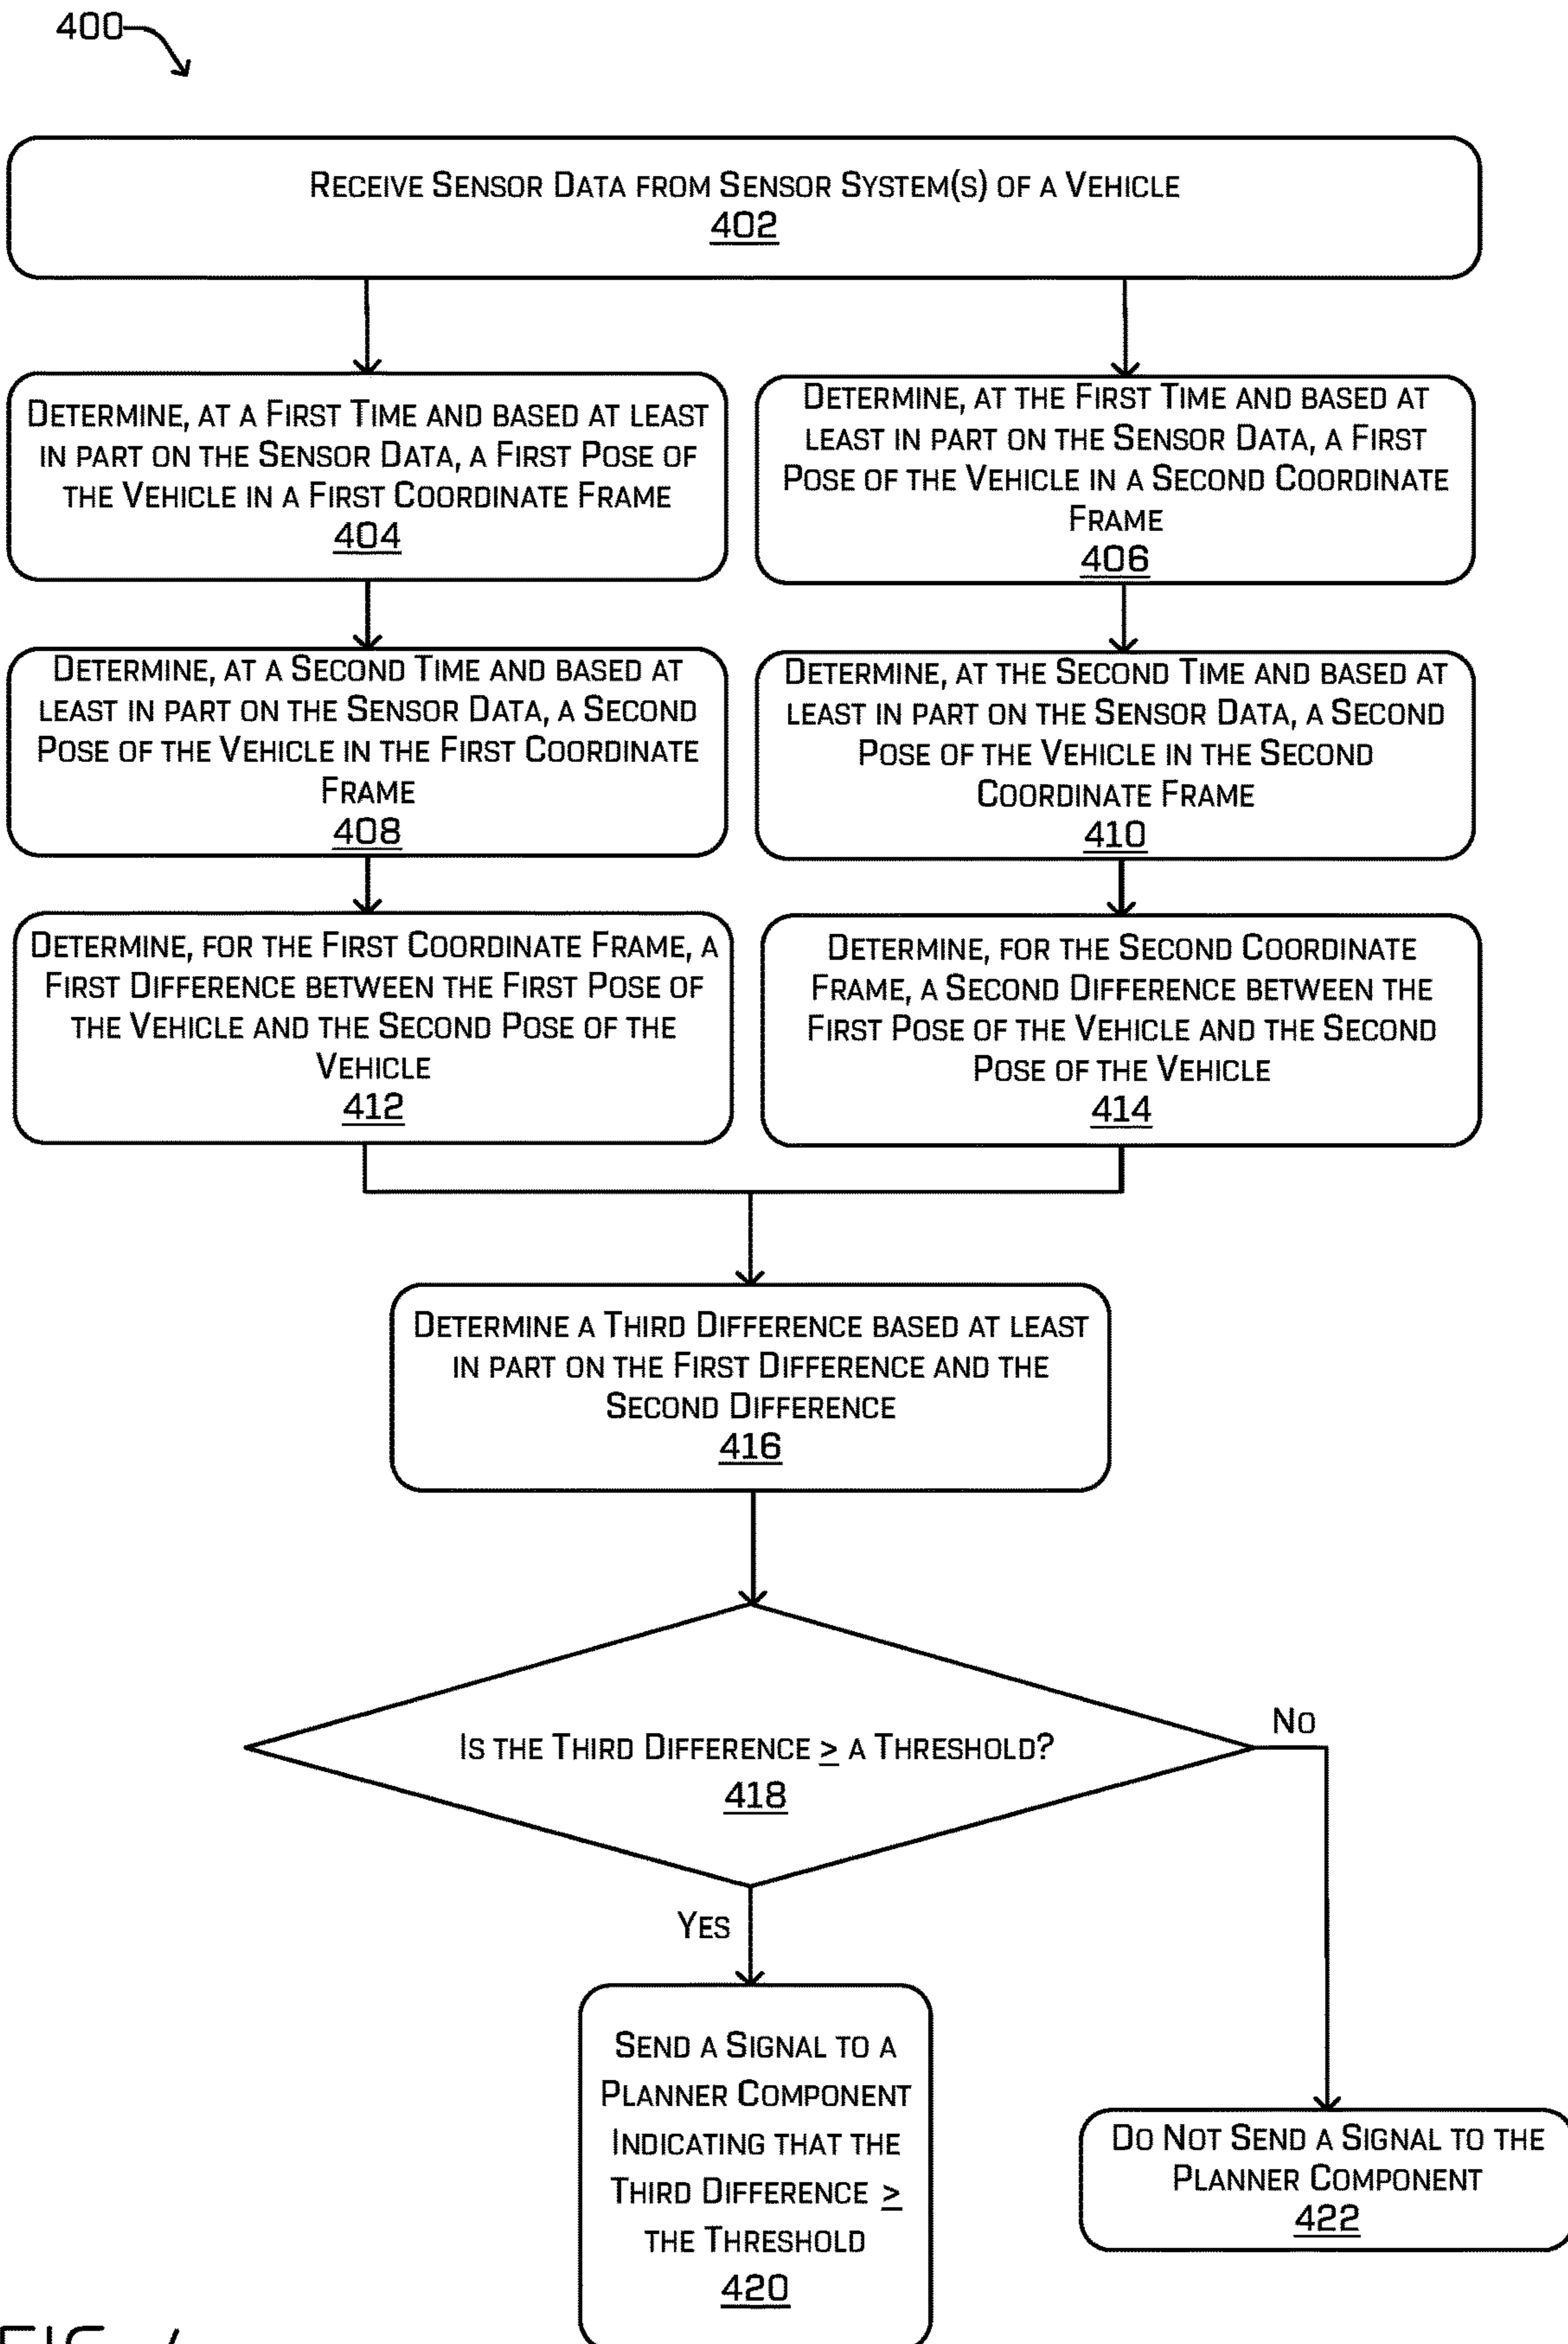 400
RECEIVE SENSOR DATA FROM SENSOR SYSTEM(S) OF A VEHICLE
402
DETERMINE, AT A FIRST TIME AND BASED AT LEAST
IN PART ON THE SENSOR DATA, A FIRST POSE OF
THE VEHICLE IN A FIRST COORDINATE FRAME
404
DETERMINE, AT THE FIRST TIME AND BASED AT
LEAST IN PART ON THE SENSOR DATA, A FIRST
POSE OF THE VEHICLE IN A SECOND COORDINATE
FRAME
406
DETERMINE, AT A SECOND TIME AND BASED AT
LEAST IN PART ON THE SENSOR DATA, A SECOND
POSE OF THE VEHICLE IN THE FIRST COORDINATE
FRAME
408
DETERMINE, AT THE SECOND TIME AND BASED AT
LEAST IN PART ON THE SENSOR DATA, A SECOND
POSE OF THE VEHICLE IN THE SECOND
COORDINATE FRAME
410
DETERMINE, FOR THE FIRST COORDINATE FRAME, A
FIRST DIFFERENCE BETWEEN THE FIRST POSE OF
THE VEHICLE AND THE SECOND POSE OF THE
VEHICLE
412
DETERMINE, FOR THE SECOND COORDINATE
FRAME, A SECOND DIFFERENCE BETWEEN THE
FIRST POSE OF THE VEHICLE AND THE SECOND
POSE OF THE VEHICLE
414
DETERMINE A THIRD DIFFERENCE BASED AT LEAST
IN PART ON THE FIRST DIFFERENCE AND THE
SECOND DIFFERENCE
416
IS THE THIRD DIFFERENCE ≥ A THRESHOLD?
418
NO
YES
SEND A SIGNAL TO A
PLANNER COMPONENT
INDICATING THAT THE
THIRD DIFFERENCE ≥
THE THRESHOLD
420
DO NOT SEND A SIGNAL TO THE
PLANNER COMPONENT
422